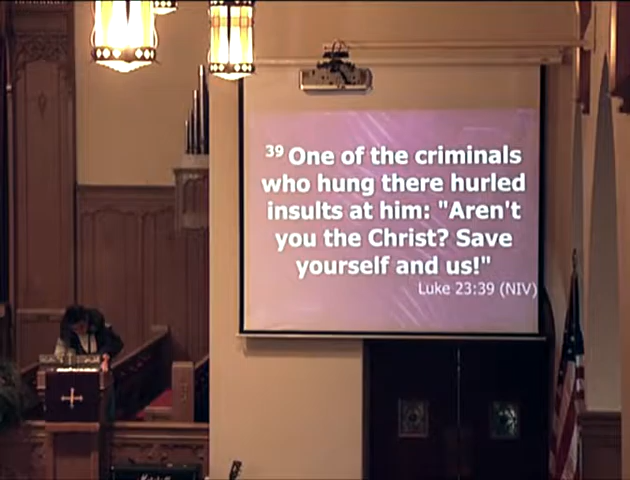 39 One of the criminals
who hung there hurled
insults at him: "Aren't
you the Christ? Save
yourself and us!"
Luke 23:39 (NIV)